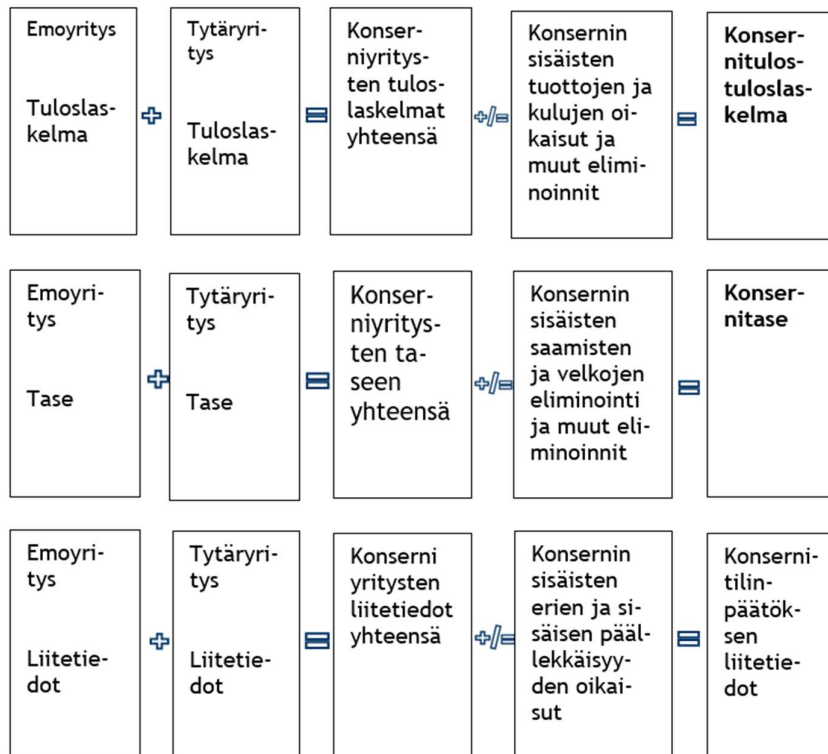 Emoyritys
Tuloslas-
kelma
+
Tytäryri-
tys
Tuloslas-
kelma
=
Konser-
niyritys-
ten tulos-
laskelmat
yhteensä
+/=
Konsernin
sisäisten
tuottojen ja
kulujen oi-
kaisut ja
muut elimi-
noinnit
=
Konser-
nitulos-
tuloslas-
kelma
Emoyri-
tys
Tase
+
Tytäryri-
tys
Tase
=
Konser-
niyritys-
ten ta-
seen
yhteensä
+/=
Konsernin
sisäisten
saamisten
ja velkojen
eliminointi
ja muut eli-
minoinnit
=
Konser-
nitase
Emoyri-
tys
Liitetie-
dot
+
Tytäryri-
tys
Liitetie-
dot
=
Konserni
yritysten
liitetiedot
yhteensä
+/=
Konsernin
sisäisten
erien ja si-
säisen pääl-
lekkäisyy-
den oikai-
sut
=
Konserni-
tilin-
päätök-
sen
liitetie-
dot